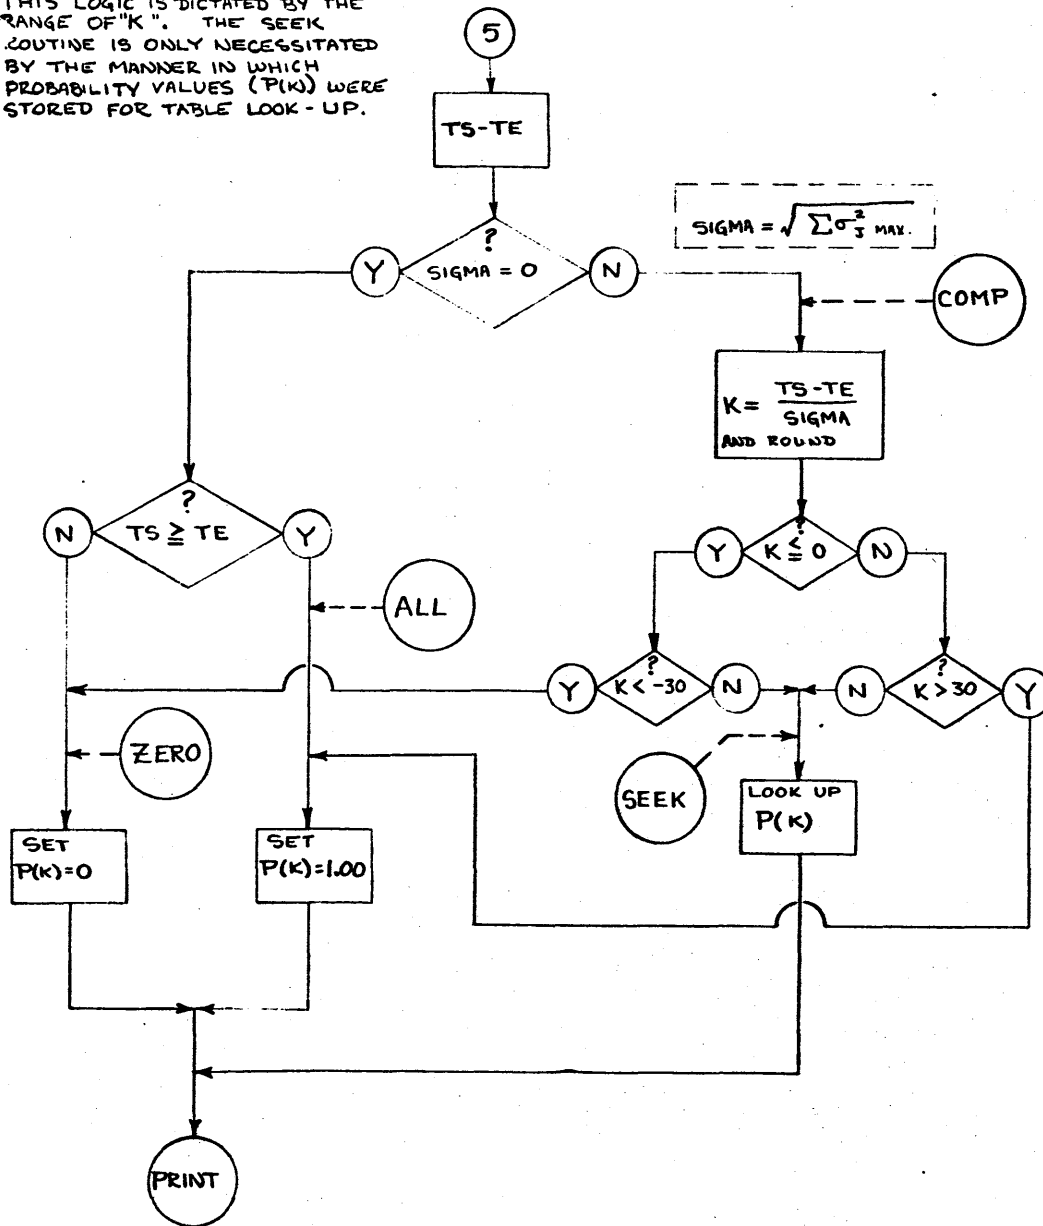 THIS LOGIC IS DICTATED BY THE
RANGE OF "K". THE SEEK
ROUTINE IS ONLY NECESSITATED
BY THE MANNER IN WHICH
PROBABILITY VALUES (P(K)) WERE
STORED FOR TABLE LOOK-UP.
5
TS-TE
SIGMA = √ Σσ²J MAX.
?
Y
SIGMA = 0
N
COMP
K = TS-TE / SIGMA
AND ROUND
?
N
TS ≧ TE
Y
?
Y
K ≦ 0
N
ALL
?
Y
K < -30
N
?
N
K > 30
Y
ZERO
SEEK
LOOK UP
P(K)
SET
P(K)=0
SET
P(K)=1.00
PRINT